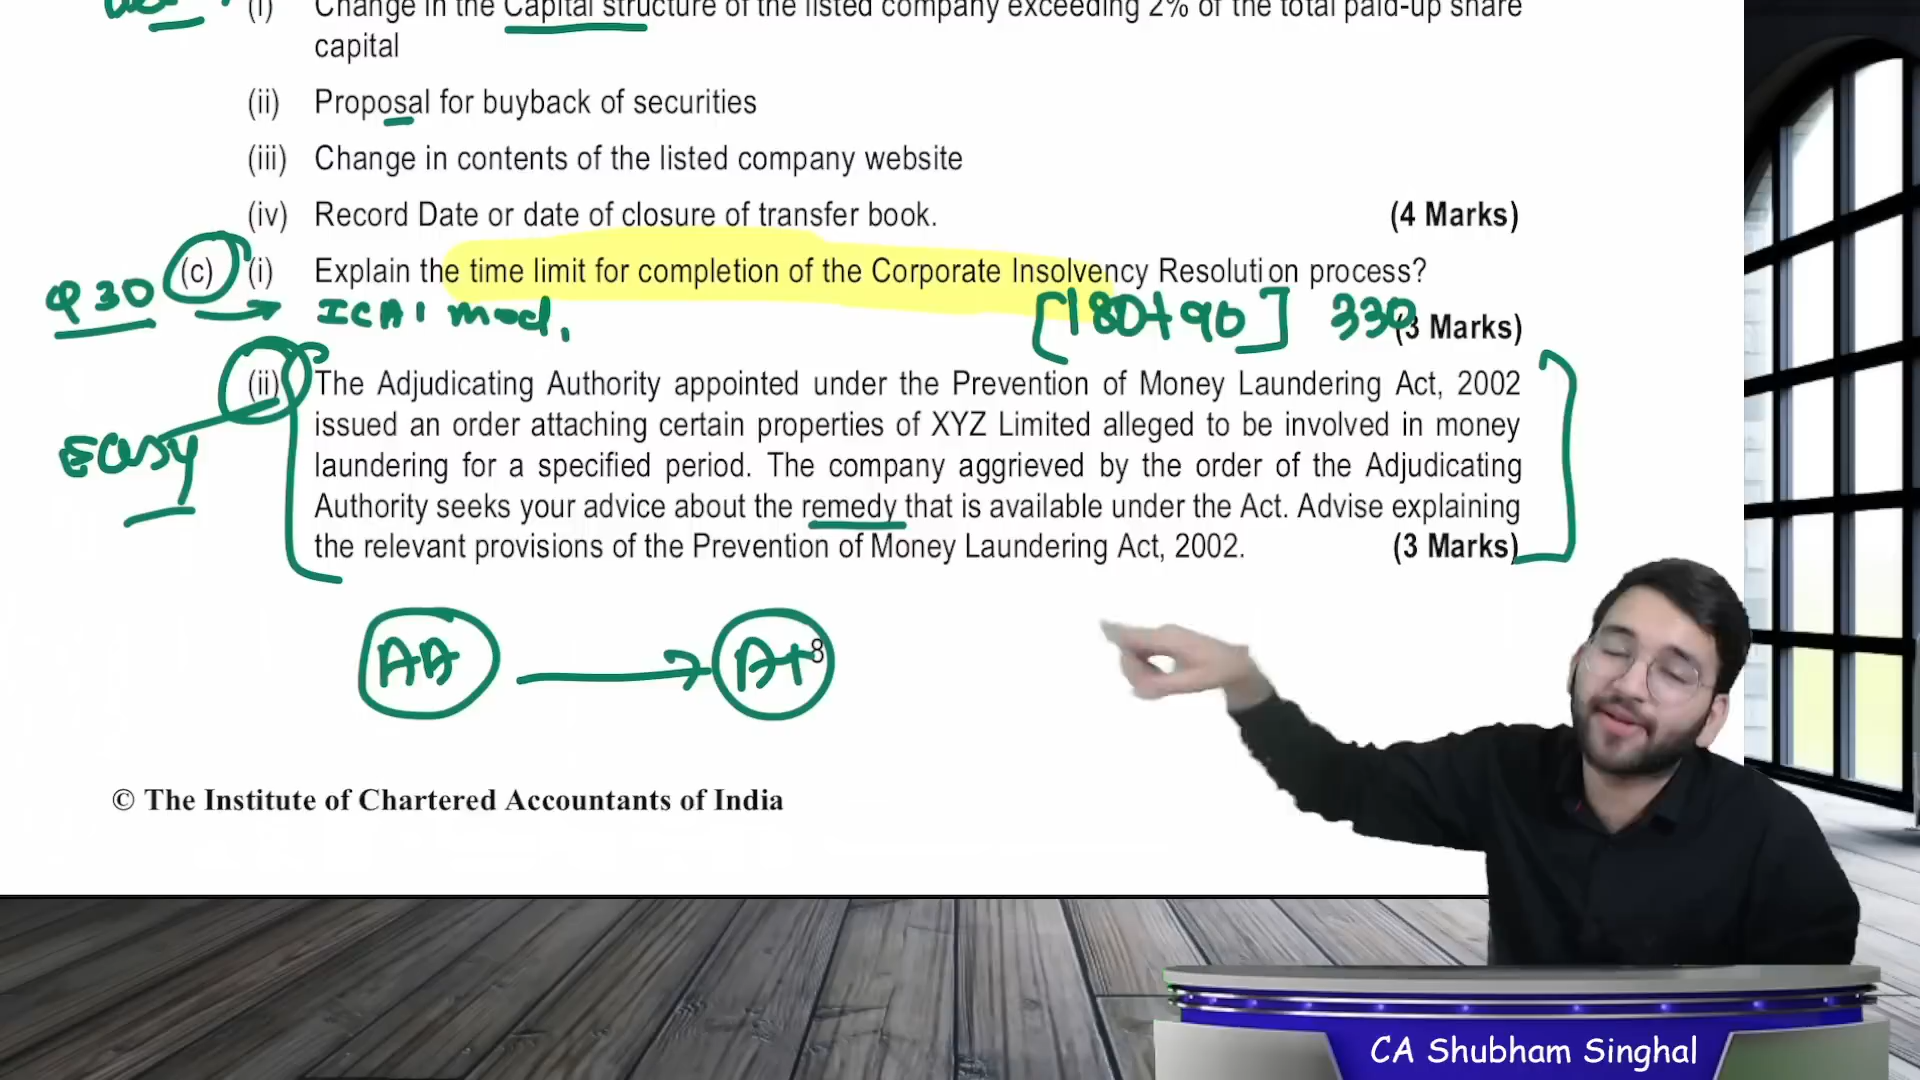 (i) Change in the Capital structure of the listed company exceeding 2% of the total paid-up share
capital
(ii) Proposal for buyback of securities
(iii) Change in contents of the listed company website
(iv) Record Date or date of closure of transfer book. (4 Marks)
(c) (i) Explain the time limit for completion of the Corporate Insolvency Resolution process?
Q 30
ICAI mod. [180+90] 330 (3 Marks)
(ii) The Adjudicating Authority appointed under the Prevention of Money Laundering Act, 2002
issued an order attaching certain properties of XYZ Limited alleged to be involved in money
Easy
laundering for a specified period. The company aggrieved by the order of the Adjudicating
Authority seeks your advice about the remedy that is available under the Act. Advise explaining
the relevant provisions of the Prevention of Money Laundering Act, 2002. (3 Marks)
AA AT 8
© The Institute of Chartered Accountants of India
CA Shubham Singhal